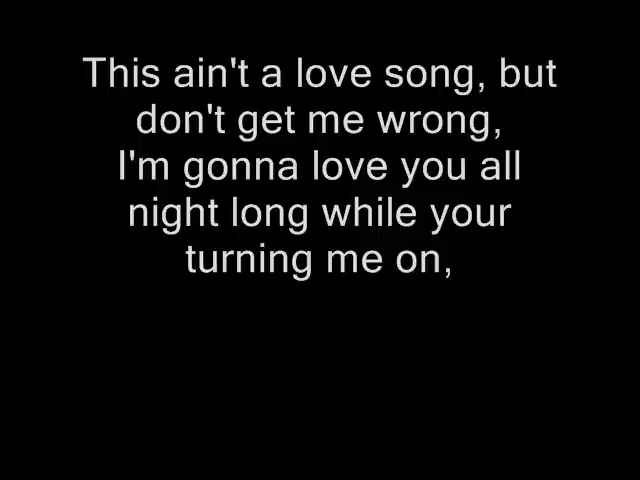 This ain't a love song, but
don't get me wrong,
I'm gonna love you all
night long while your
turning me on,